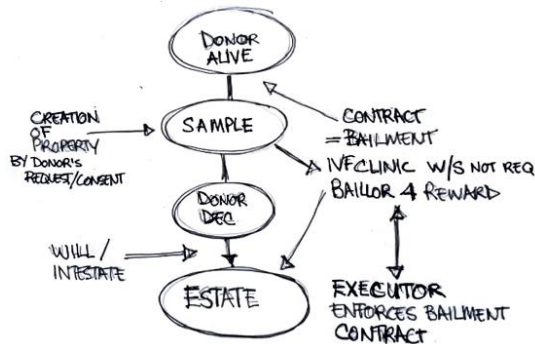 DONOR
ALIVE
CREATION
OF
PROPERTY
BY DONOR'S
REQUEST/CONSENT
SAMPLE
CONTRACT
= BAILMENT
IVF CLINIC W/S NOT REQ
BAILLOR 4 REWARD
DONOR
DEC
WILL /
INTESTATE
ESTATE
EXECUTOR
ENFORCES BAILMENT
CONTRACT